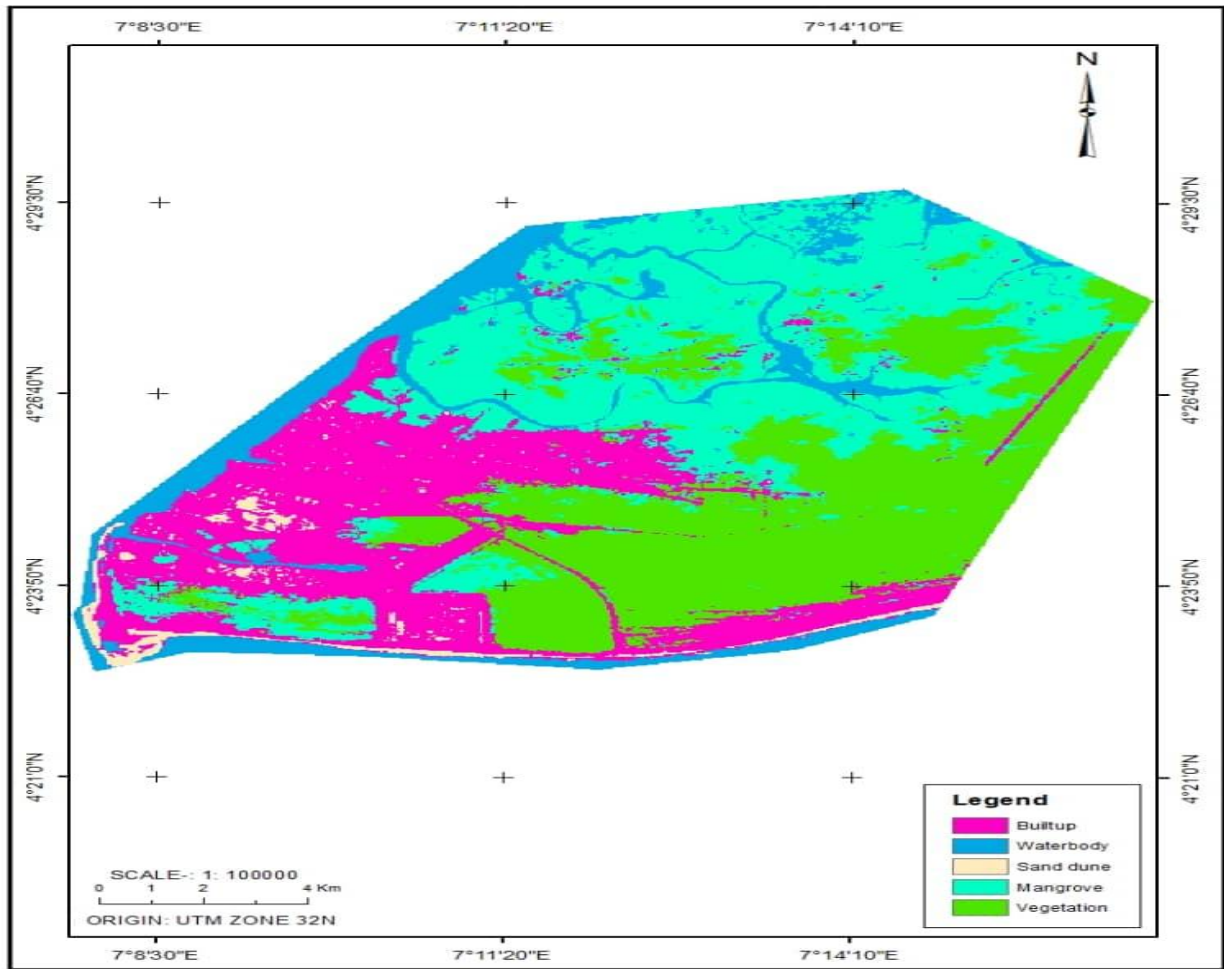 7°8'30"E 7°11'20"E 7°14'10"E
N
4°29'30"N 4°29'30"N
4°26'40"N 4°26'40"N
4°23'50"N 4°23'50"N
4°21'0"N 4°21'0"N
Legend
Builtup
Waterbody
Sand dune
Mangrove
Vegetation
SCALE-: 1: 100000
0 1 2 4 Km
ORIGIN: UTM ZONE 32N
7°8'30"E 7°11'20"E 7°14'10"E